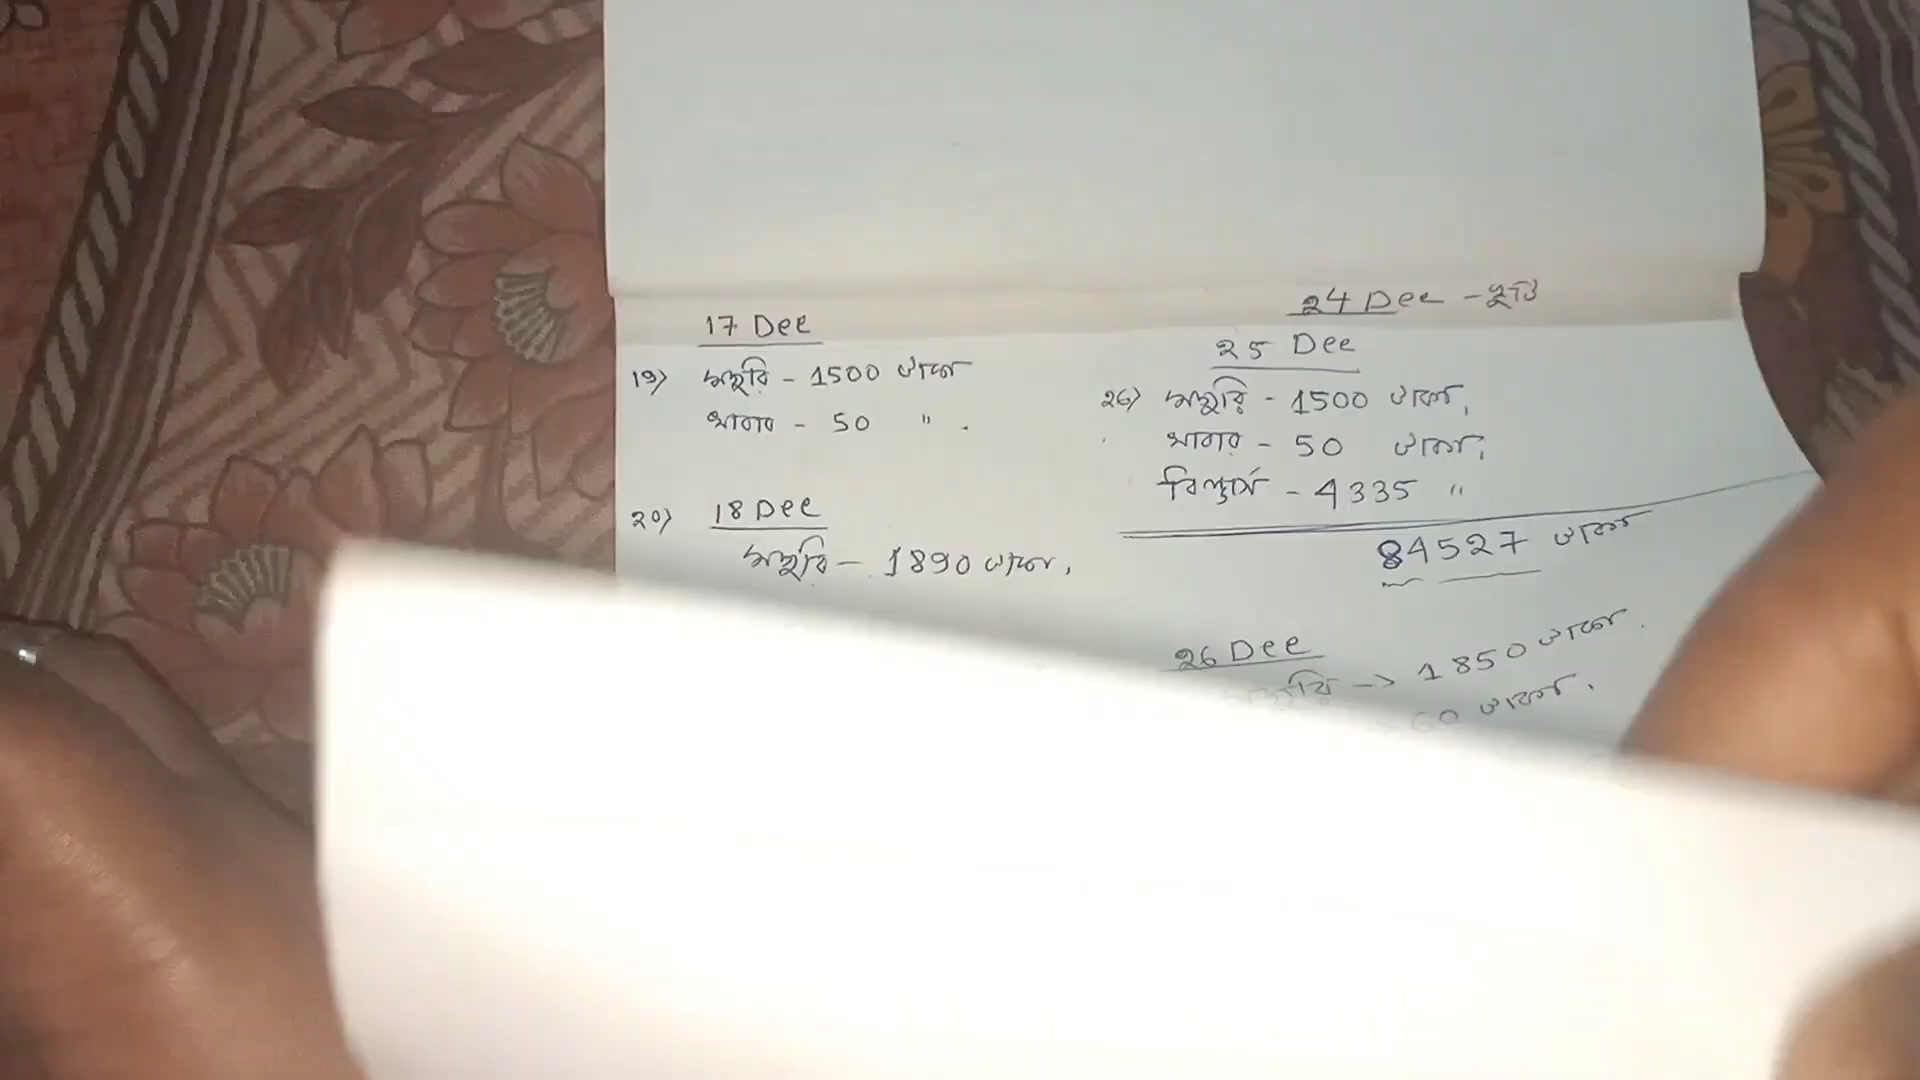 17 Dec
19) মজুরি - 1500 টাকা
খাবার - 50 " .
20) 18 Dec
মজুরি - 1890 টাকা,
24 Dec - ছুটি
25 Dec
26) মজুরি - 1500 টাকা,
খাবার - 50 টাকা,
বিল্ডার্স - 4335 "
84527 টাকা
26 Dec
→ 1850 টাকা.
60 টাকা.